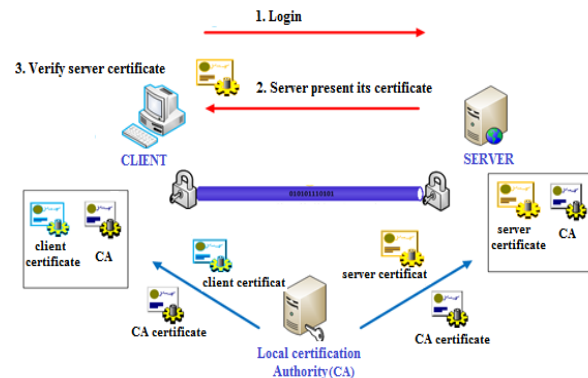 1. Login
3. Verify server certificate
2. Server present its certificate
CLIENT
SERVER
010101110101
client
certificate
CA
server
certificate
CA
client certificat
server certificat
CA certificate
CA certificate
Local certification
Authority(CA)